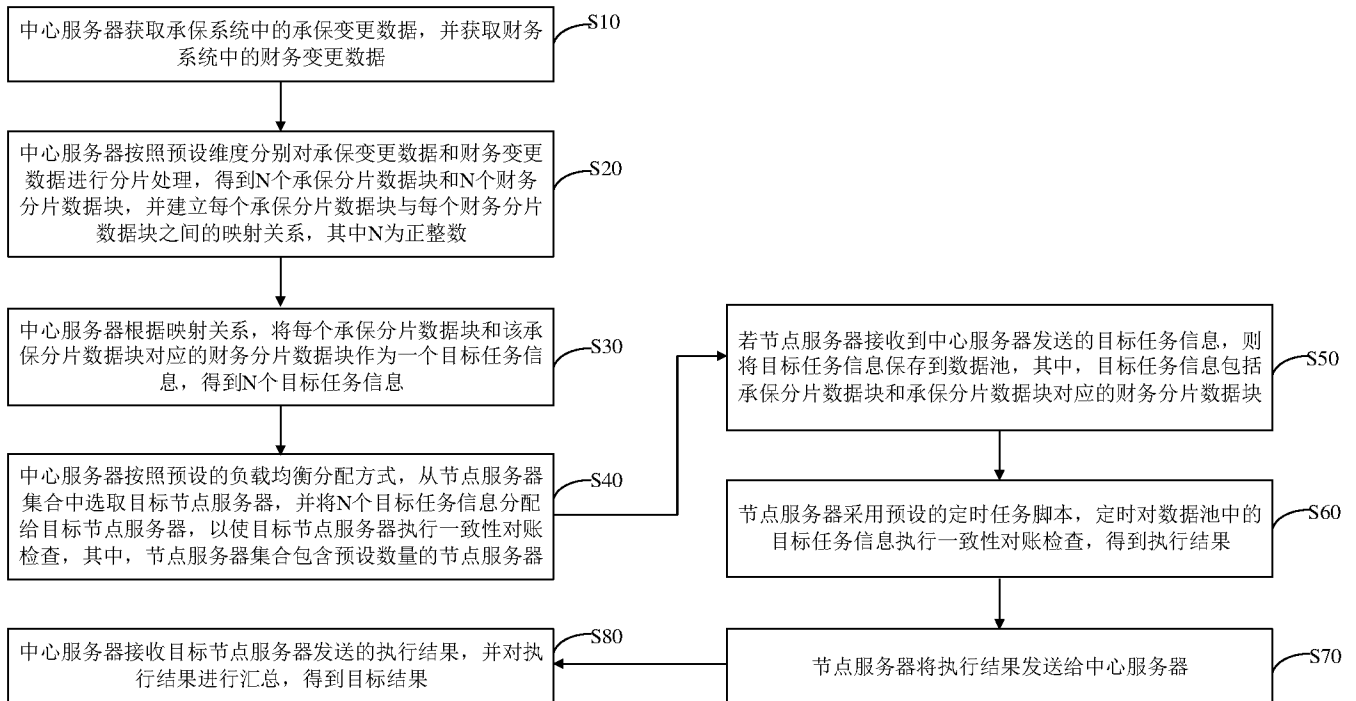 中心服务器获取承保系统中的承保变更数据，并获取财务
系统中的财务变更数据
S10
中心服务器按照预设维度分别对承保变更数据和财务变更
数据进行分片处理，得到N个承保分片数据块和N个财务
分片数据块，并建立每个承保分片数据块与每个财务分片
数据块之间的映射关系，其中N为正整数
S20
中心服务器根据映射关系，将每个承保分片数据块和该承
保分片数据块对应的财务分片数据块作为一个目标任务信
息，得到N个目标任务信息
S30
中心服务器按照预设的负载均衡分配方式，从节点服务器
集合中选取目标节点服务器，并将N个目标任务信息分配
给目标节点服务器，以使目标节点服务器执行一致性对账
检查，其中，节点服务器集合包含预设数量的节点服务器
S40
若节点服务器接收到中心服务器发送的目标任务信息，则
将目标任务信息保存到数据池，其中，目标任务信息包括
承保分片数据块和承保分片数据块对应的财务分片数据块
S50
节点服务器采用预设的定时任务脚本，定时对数据池中的
目标任务信息执行一致性对账检查，得到执行结果
S60
节点服务器将执行结果发送给中心服务器
S70
中心服务器接收目标节点服务器发送的执行结果，并对执
行结果进行汇总，得到目标结果
S80